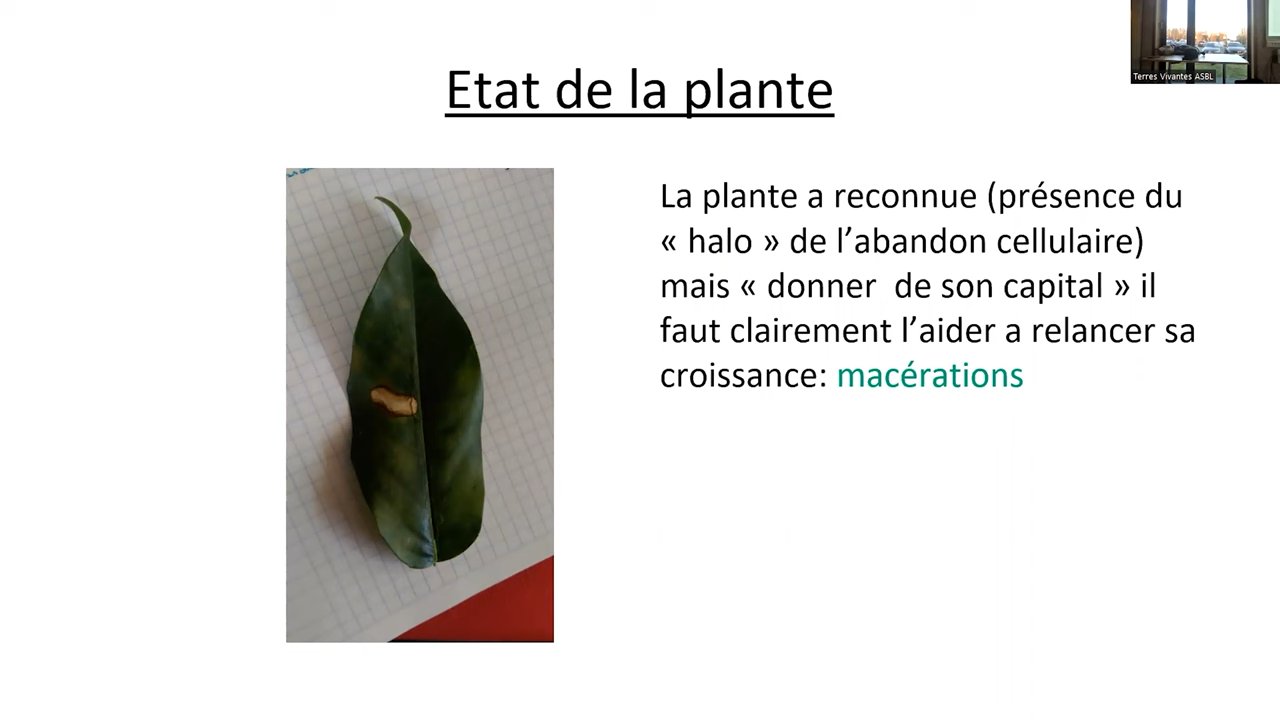 Terres Vivantes ASBL
Etat de la plante
La plante a reconnue (présence du
« halo » de l’abandon cellulaire)
mais « donner  de son capital » il
faut clairement l’aider a relancer sa
croissance: macérations